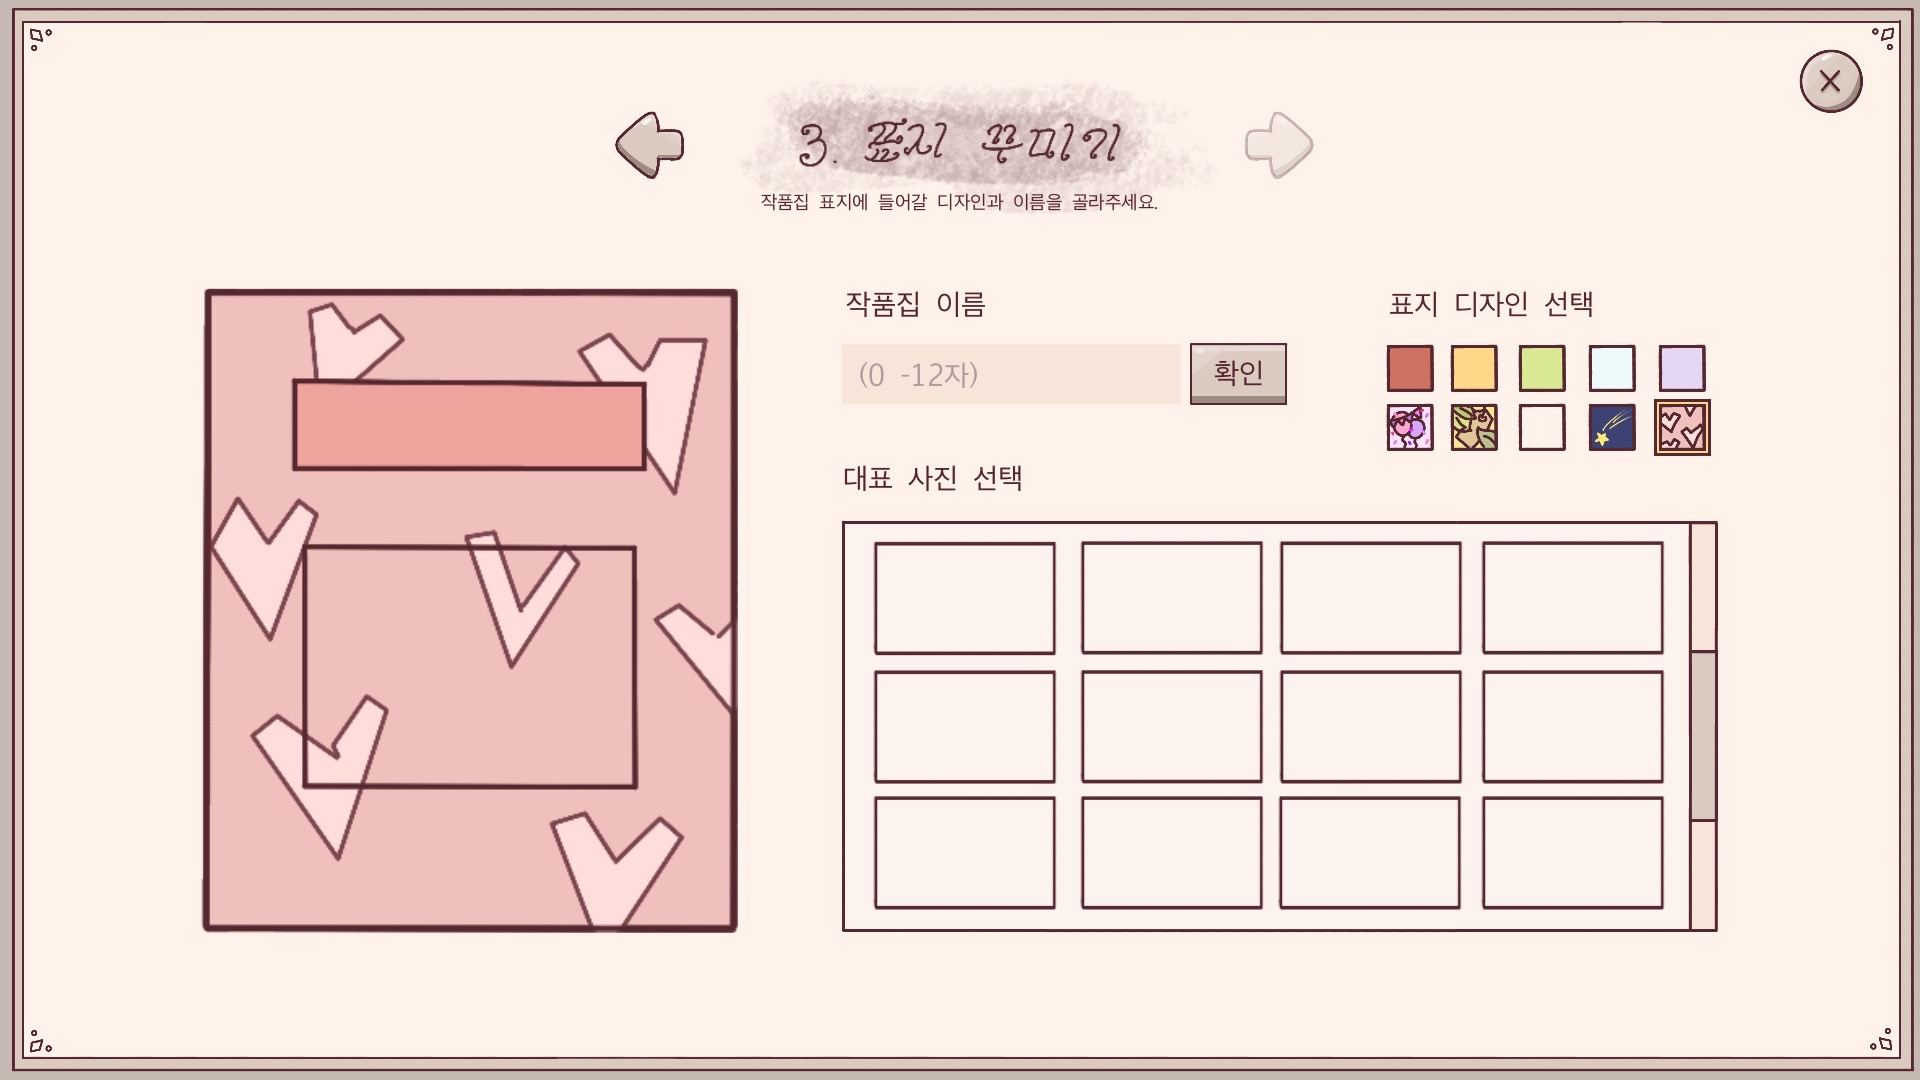 3. 표지 꾸미기
작품집 표지에 들어갈 디자인과 이름을 골라주세요.
작품집 이름
(0 -12자)
확인
표지 디자인 선택
대표 사진 선택